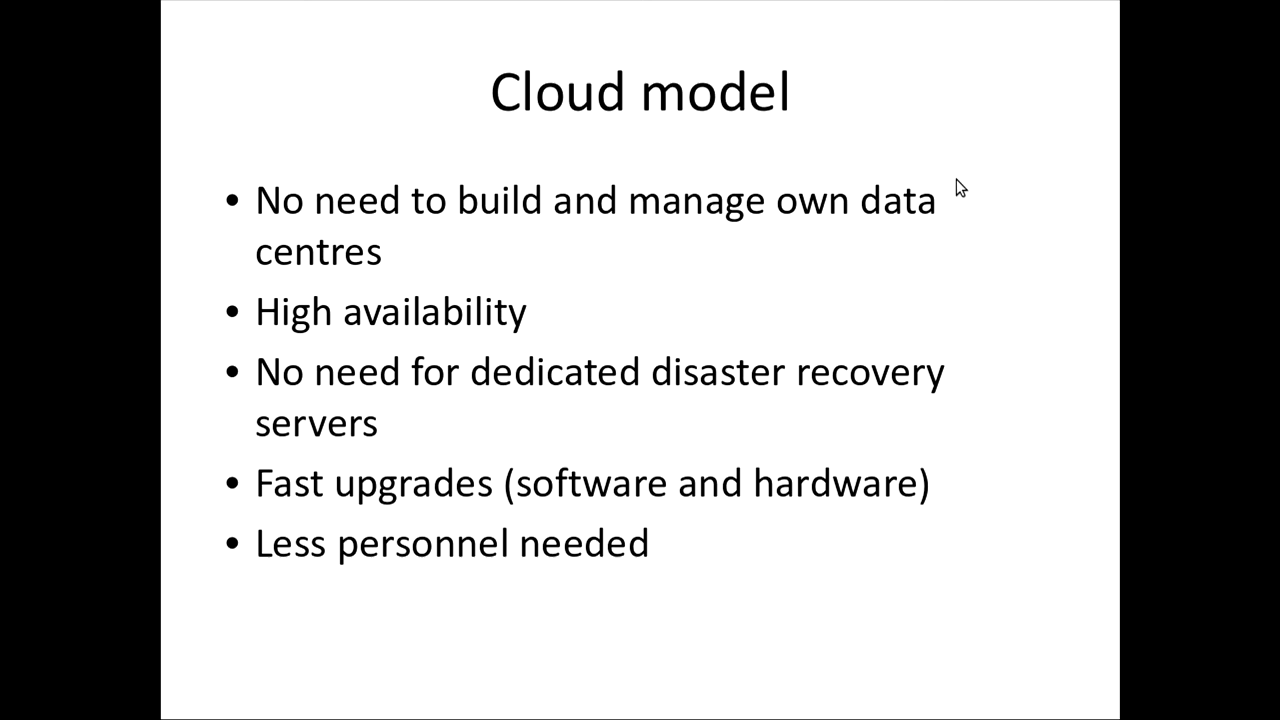 Cloud model
• No need to build and manage own data
centres
• High availability
• No need for dedicated disaster recovery
servers
• Fast upgrades (software and hardware)
• Less personnel needed